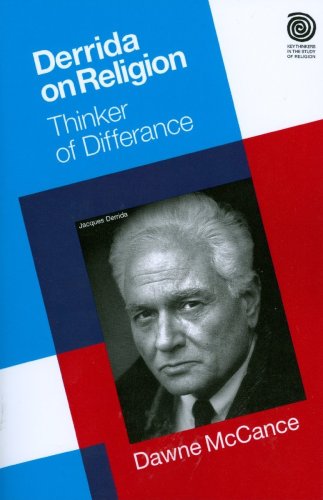 Derrida
on Religion
Thinker
of Differance
KEY THINKERS
IN THE STUDY
OF RELIGION
Jacques Derrida
Dawne McCance